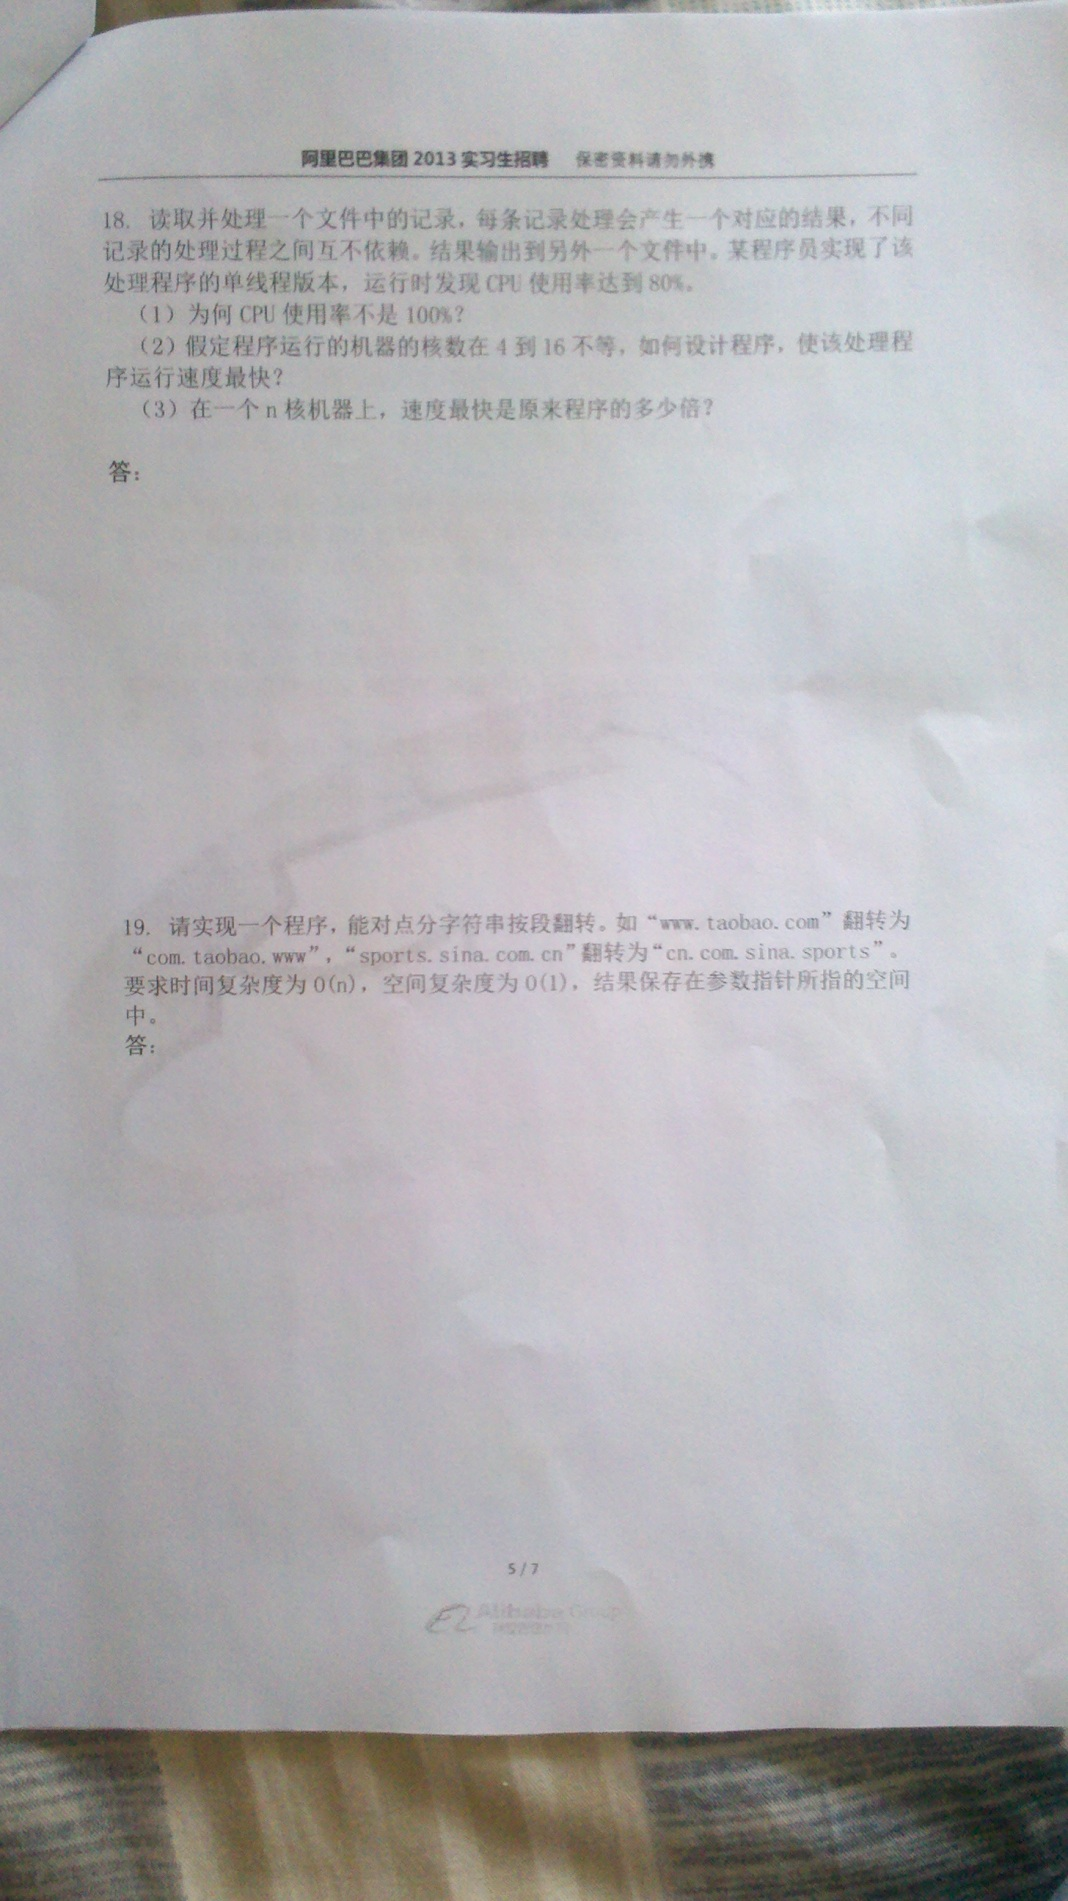 阿里巴巴集团 2013 实习生招聘 保密资料请勿外携
18. 读取并处理一个文件中的记录，每条记录处理会产生一个对应的结果，不同
记录的处理过程之间互不依赖。结果输出到另外一个文件中。某程序员实现了该
处理程序的单线程版本，运行时发现 CPU 使用率达到 80%。
（1）为何 CPU 使用率不是 100%？
（2）假定程序运行的机器的核数在 4 到 16 不等，如何设计程序，使该处理程
序运行速度最快？
（3）在一个 n 核机器上，速度最快是原来程序的多少倍？
答：
19. 请实现一个程序，能对点分字符串按段翻转。如“www.taobao.com”翻转为
“com.taobao.www”，“sports.sina.com.cn”翻转为“cn.com.sina.sports”。
要求时间复杂度为 O(n)，空间复杂度为 O(1)，结果保存在参数指针所指的空间
中。
答：
5 / 7
Alibaba Group